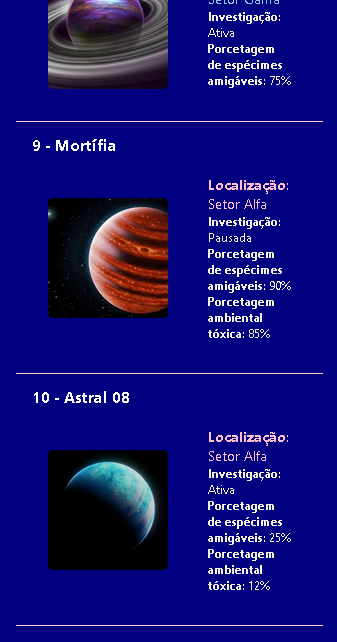 Setor Gama
Investigação:
Ativa
Porcetagem
de espécimes
amigáveis: 75%
9 - Mortífia
Localização:
Setor Alfa
Investigação:
Pausada
Porcetagem
de espécimes
amigáveis: 90%
Porcetagem
ambiental
tóxica: 85%
10 - Astral 08
Localização:
Setor Alfa
Investigação:
Ativa
Porcetagem
de espécimes
amigáveis: 25%
Porcetagem
ambiental
tóxica: 12%